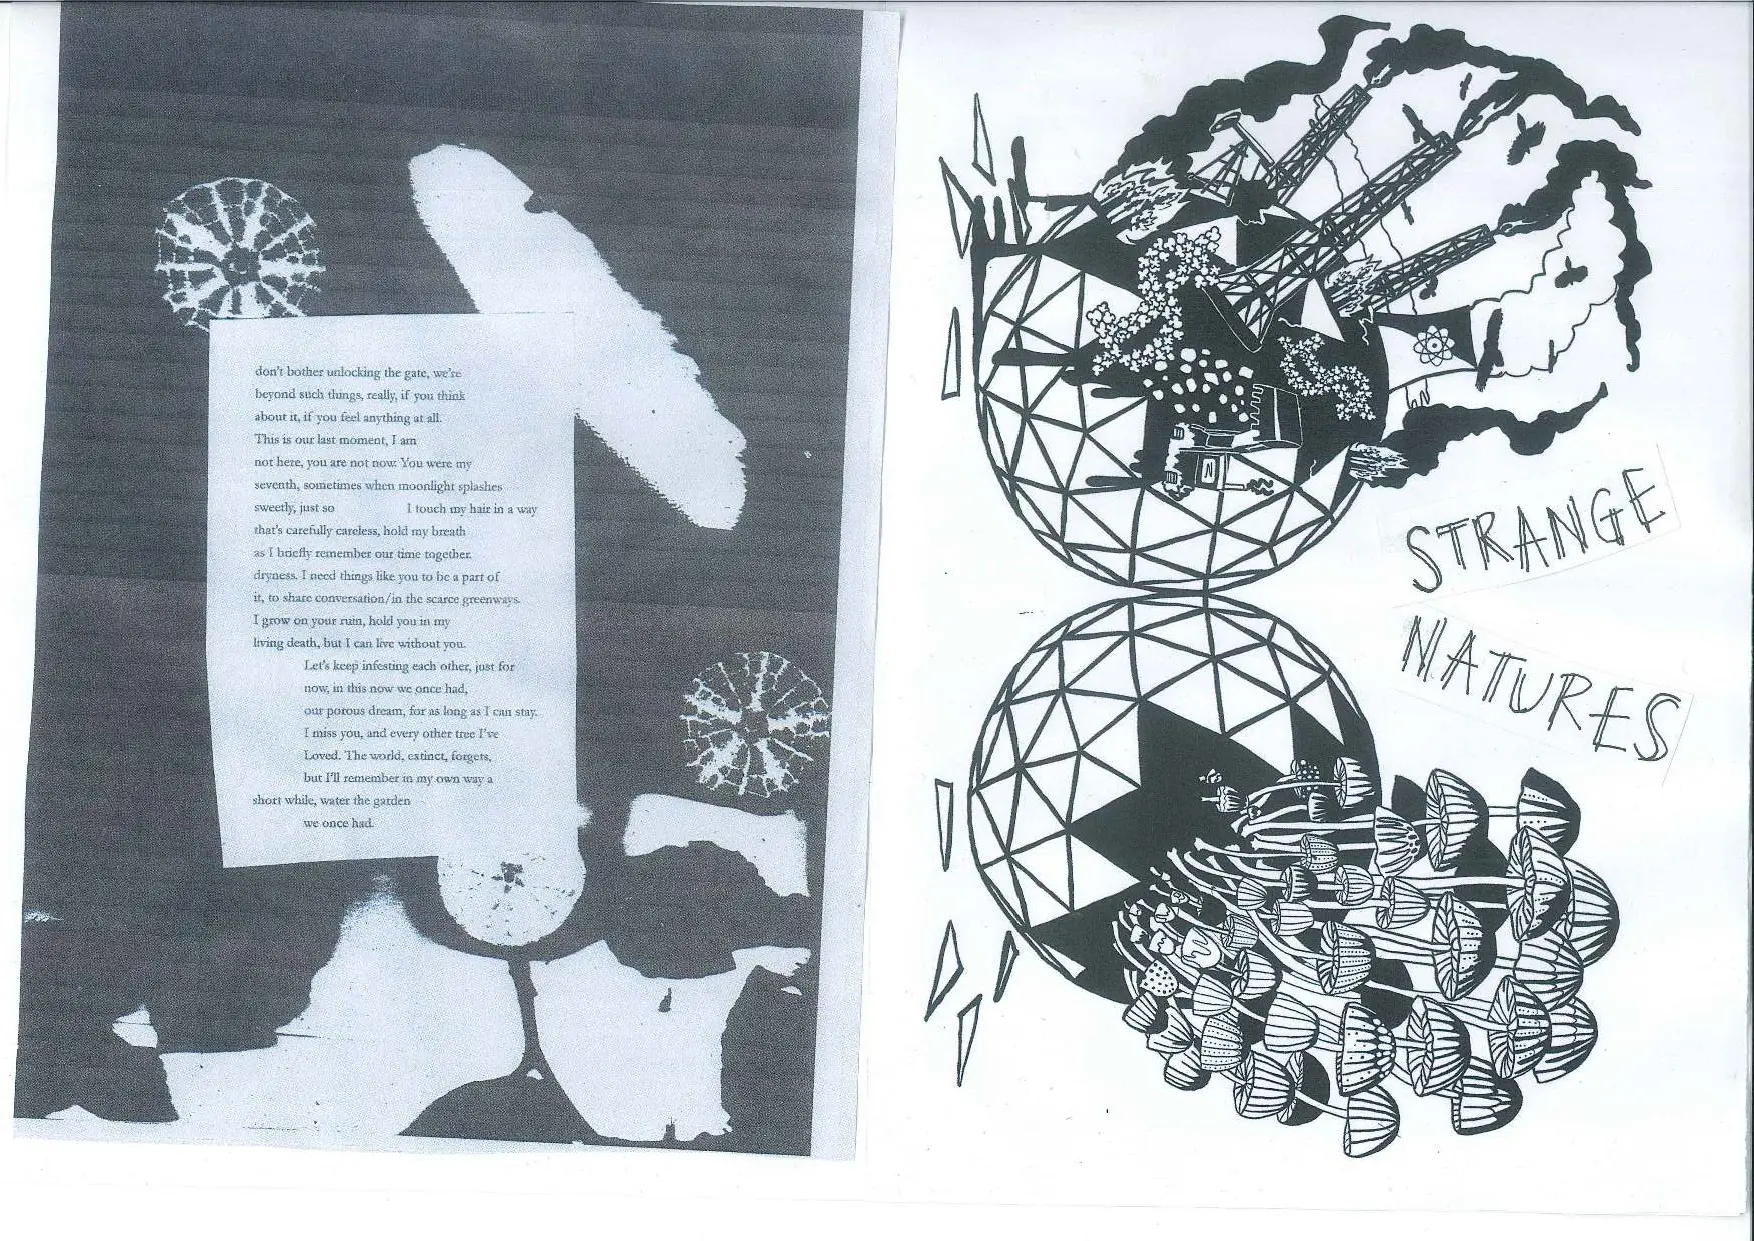 don't bother unlocking the gate, we're
beyond such things, really, if you think
about it, if you feel anything at all.
This is our last moment, I am
not here, you are not now. You were my
seventh, sometimes when moonlight splashes
sweetly, just so I touch my hair in a way
that's carefully careless, hold my breath
as I briefly remember our time together.
dryness. I need things like you to be a part of
it, to share conversation/in the scarce greenways.
I grow on your ruin, hold you in my
living death, but I can live without you.
Let's keep infesting each other, just for
now, in this now we once had,
our porous dream, for as long as I can stay.
I miss you, and every other tree I've
Loved. The world, extinct, forgets,
but I'll remember in my own way a
short while, water the garden
we once had.
STRANGE
NATURES